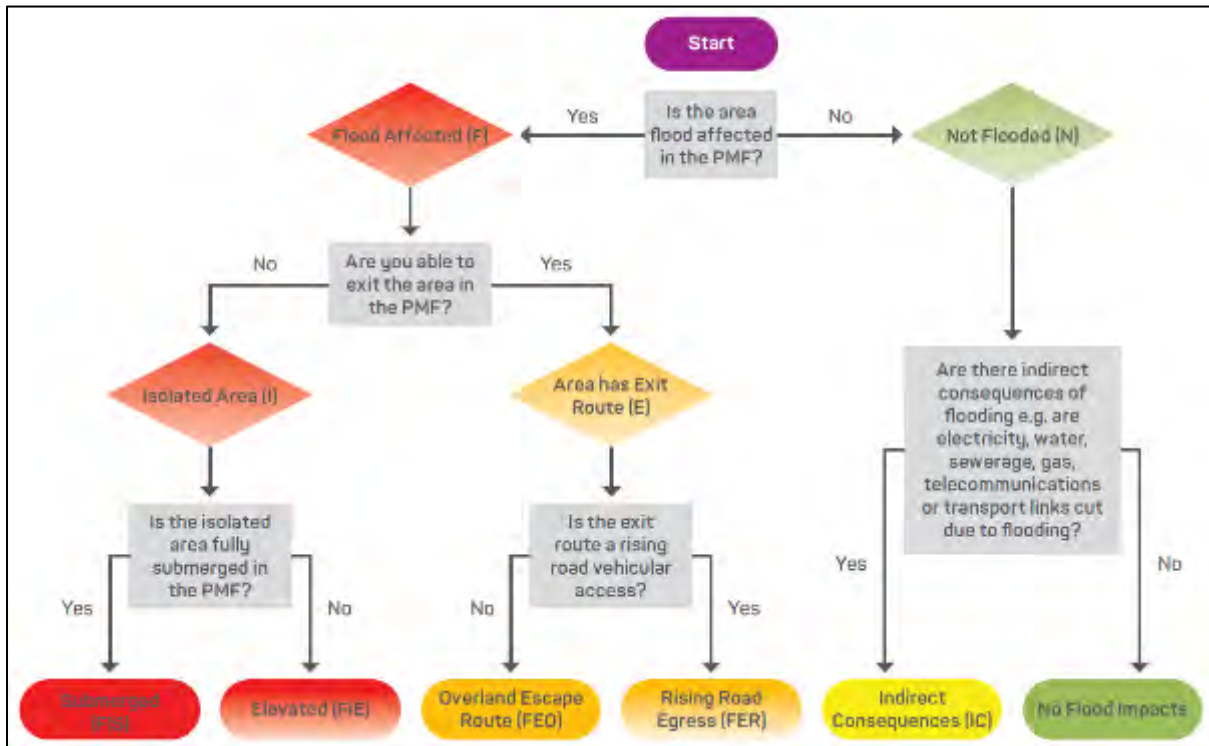 Start
Yes
Is the area
flood affected
in the PMF?
No
Flood Affected (F)
Not Flooded (N)
No
Are you able to
exit the area in
the PMF?
Yes
Isolated Area (I)
Area has Exit
Route (E)
Are there indirect
consequences of
flooding e.g. are
electricity, water,
sewerage, gas,
telecommunications
or transport links cut
due to flooding?
Is the isolated
area fully
submerged in
the PMF?
Is the exit
route a rising
road vehicular
access?
Yes
No
No
Yes
Yes
No
Submerged
(FIS)
Elevated (FIE)
Overland Escape
Route (FEO)
Rising Road
Egress (FER)
Indirect
Consequences (IC)
No Flood Impacts